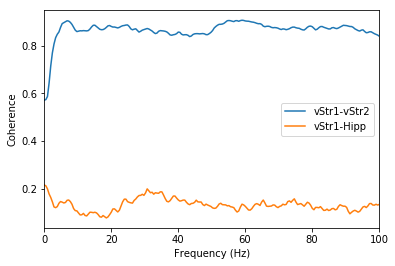 0.8
0.6
0.4
0.2
Coherence
vStr1-vStr2
vStr1-Hipp
0 20 40 60 80 100
Frequency (Hz)